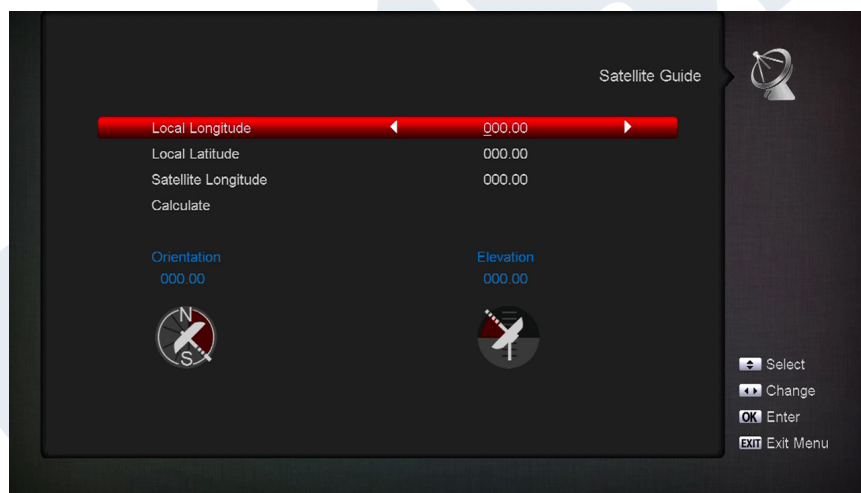 Satellite Guide
Local Longitude 000.00
Local Latitude 000.00
Satellite Longitude 000.00
Calculate
Orientation Elevation
000.00 000.00
N
S
Select
Change
OK Enter
EXIT Exit Menu